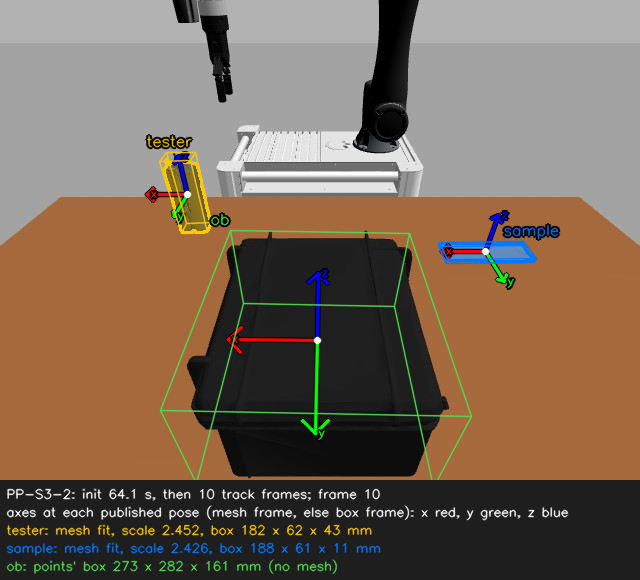 tester
ob
sample
x
y
z
x
y
z
x
y
PP-S3-2: init 64.1 s, then 10 track frames; frame 10
axes at each published pose (mesh frame, else box frame): x red, y green, z blue
tester: mesh fit, scale 2.452, box 182 x 62 x 43 mm
sample: mesh fit, scale 2.426, box 188 x 61 x 11 mm
ob: points' box 273 x 282 x 161 mm (no mesh)